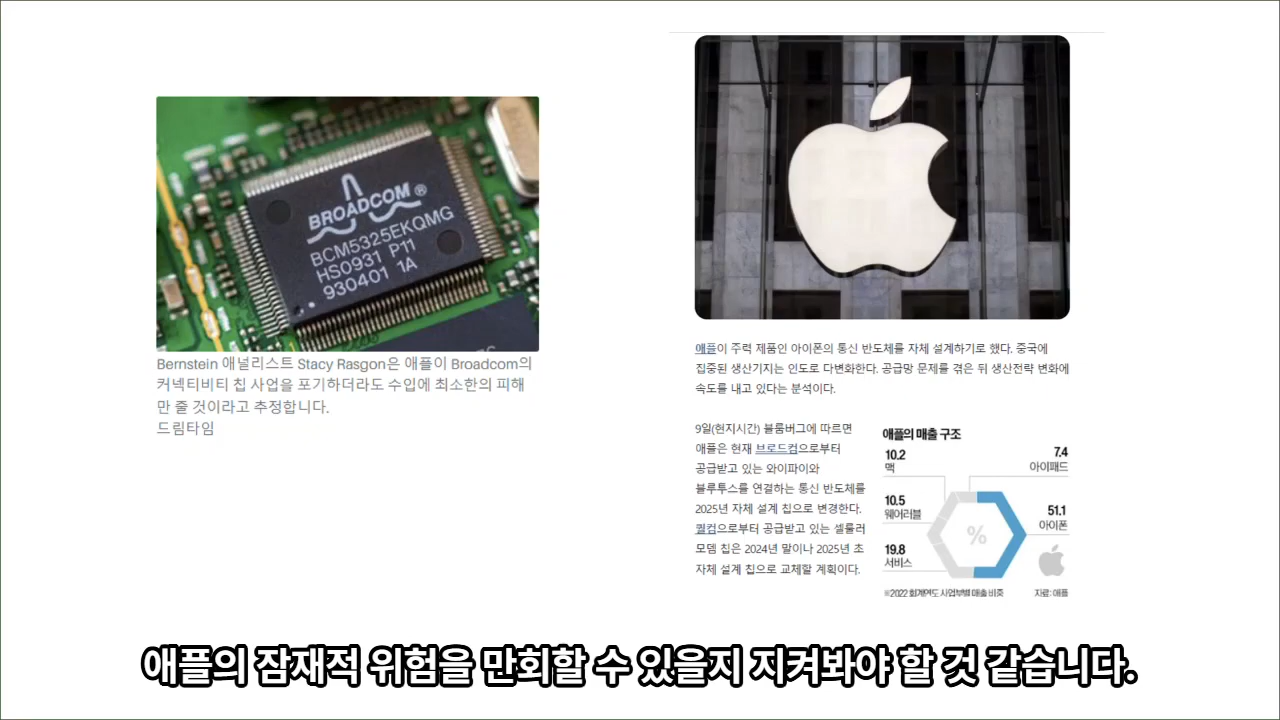 BROADCOM®
BCM5325EKQMG
HS0931 P11
930401 1A
Bernstein 애널리스트 Stacy Rasgon은 애플이 Broadcom의
커넥티비티 칩 사업을 포기하더라도 수입에 최소한의 피해
만 줄 것이라고 추정합니다.
드림타임
애플이 주력 제품인 아이폰의 통신 반도체를 자체 설계하기로 했다. 중국에
집중된 생산기지는 인도로 다변화한다. 공급망 문제를 겪은 뒤 생산전략 변화에
속도를 내고 있다는 분석이다.
9일(현지시간) 블룸버그에 따르면
애플은 현재 브로드컴으로부터
공급받고 있는 와이파이와
블루투스를 연결하는 통신 반도체를
2025년 자체 설계 칩으로 변경한다.
퀄컴으로부터 공급받고 있는 셀룰러
모뎀 칩은 2024년 말이나 2025년 초
자체 설계 칩으로 교체할 계획이다.
애플의 매출 구조
10.2
맥
7.4
아이패드
10.5
웨어러블
51.1
아이폰
%
19.8
서비스
※2022 회계연도 사업부별 매출 비중
자료: 애플
애플의 잠재적 위험을 만회할 수 있을지 지켜봐야 할 것 같습니다.